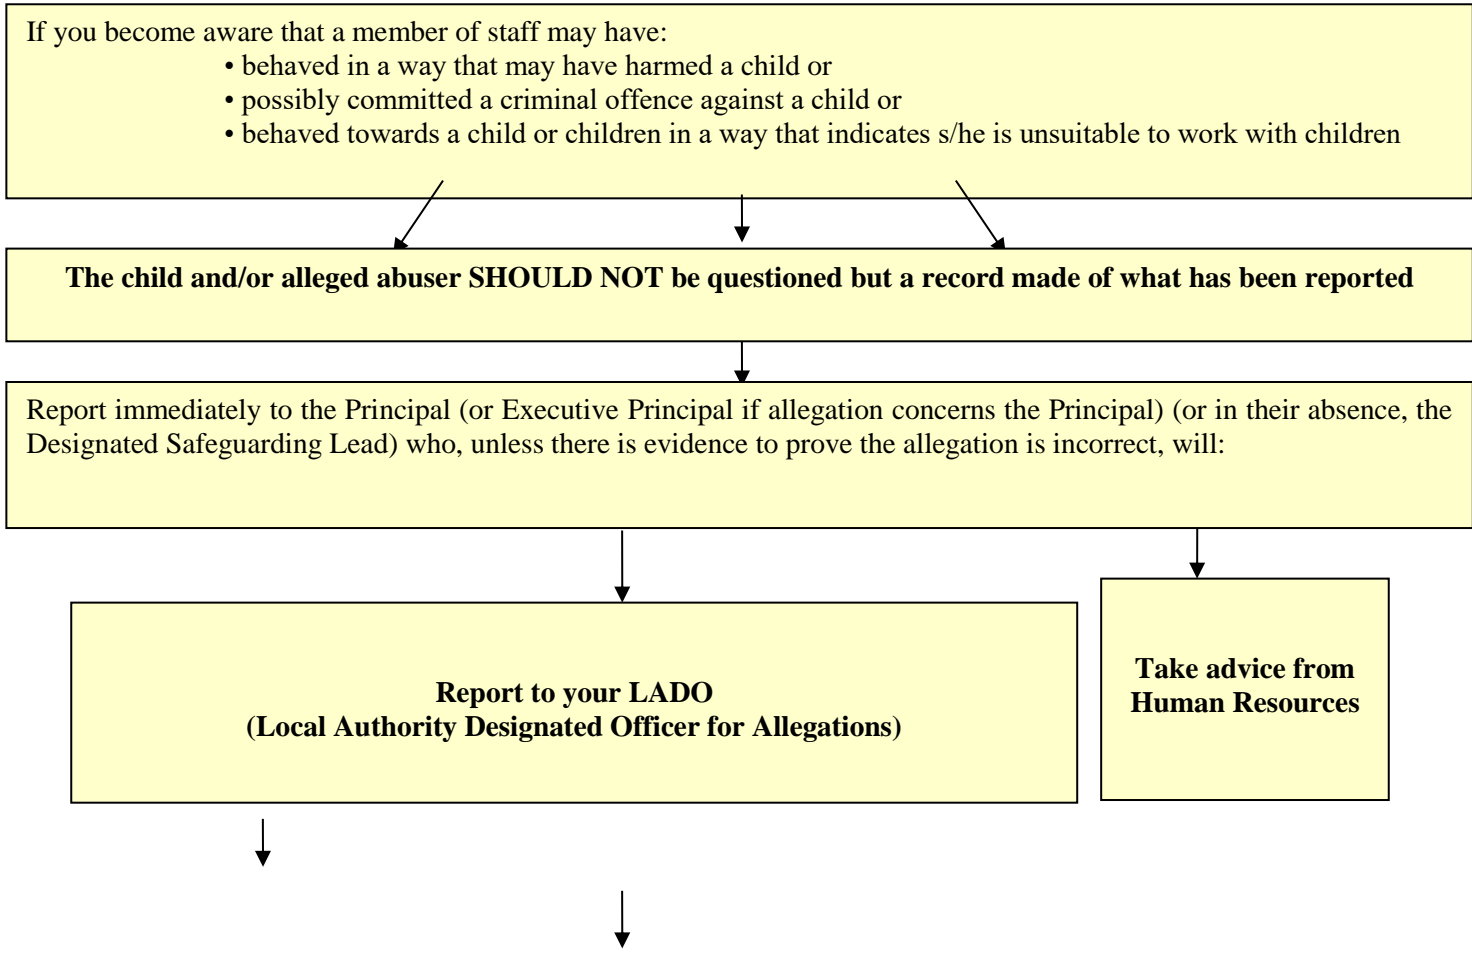 If you become aware that a member of staff may have:
• behaved in a way that may have harmed a child or
• possibly committed a criminal offence against a child or
• behaved towards a child or children in a way that indicates s/he is unsuitable to work with children
The child and/or alleged abuser SHOULD NOT be questioned but a record made of what has been reported
Report immediately to the Principal (or Executive Principal if allegation concerns the Principal) (or in their absence, the
Designated Safeguarding Lead) who, unless there is evidence to prove the allegation is incorrect, will:
Report to your LADO
(Local Authority Designated Officer for Allegations)
Take advice from
Human Resources